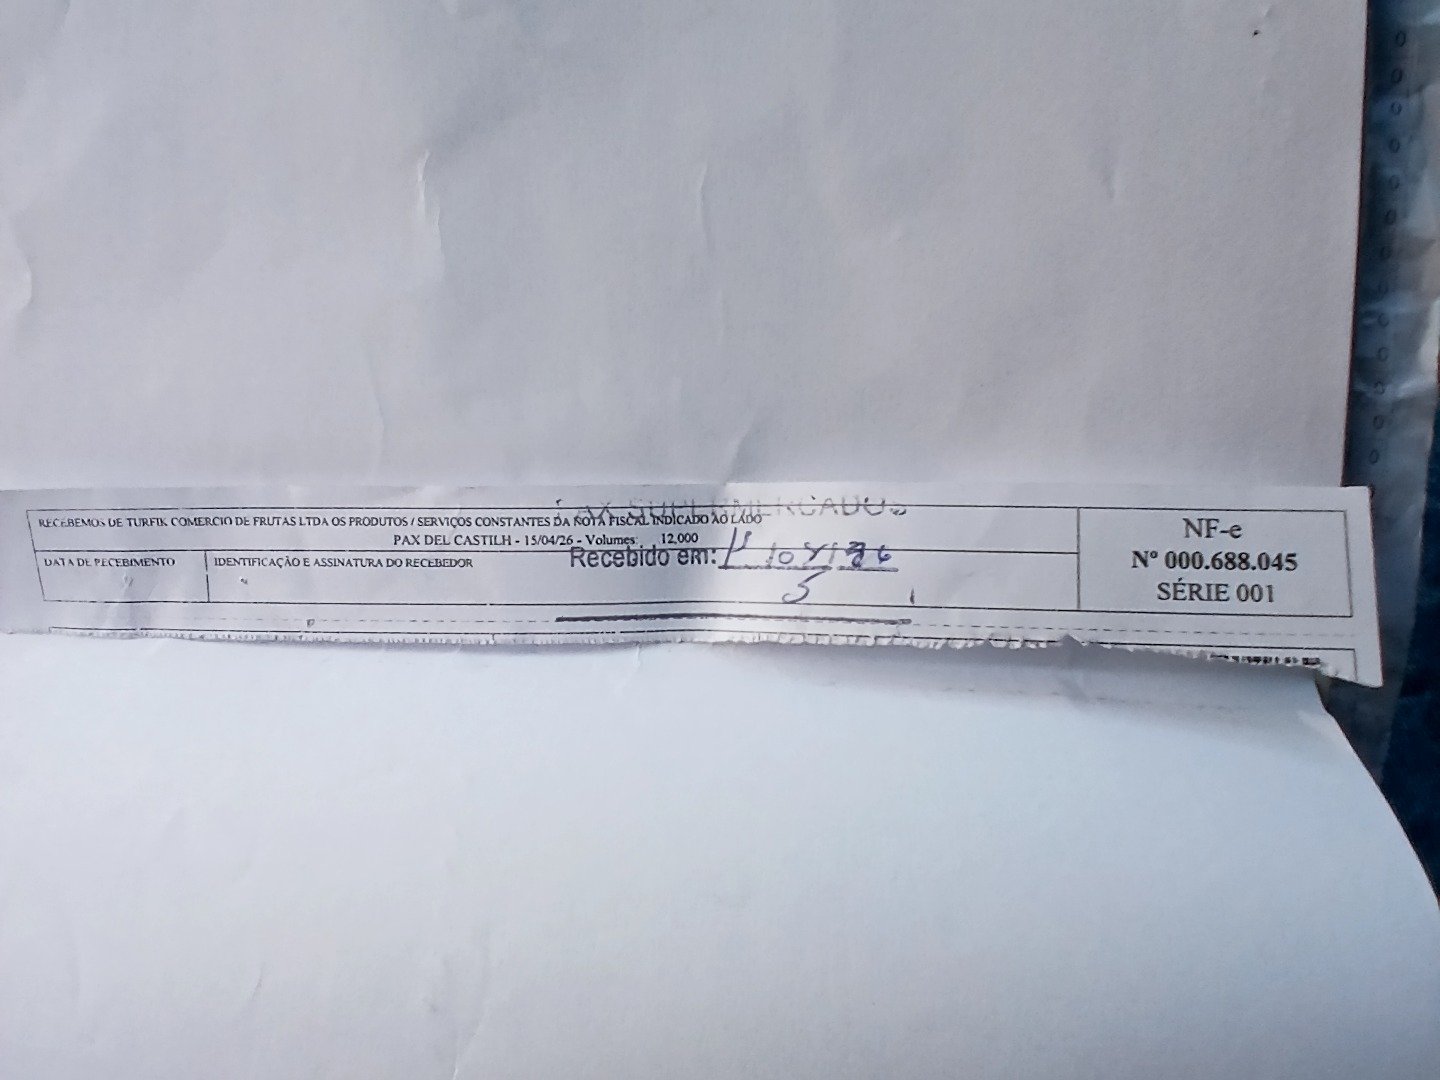 PAX SUPERMERCADOS
RECEBEMOS DE TURFIK COMERCIO DE FRUTAS LTDA OS PRODUTOS / SERVIÇOS CONSTANTES DA NOTA FISCAL INDICADO AO LADO
PAX DEL CASTILH - 15/04/26 - Volumes: 12,000
Recebido em:
DATA DE RECEBIMENTO
IDENTIFICAÇÃO E ASSINATURA DO RECEBEDOR
NF-e
Nº 000.688.045
SÉRIE 001